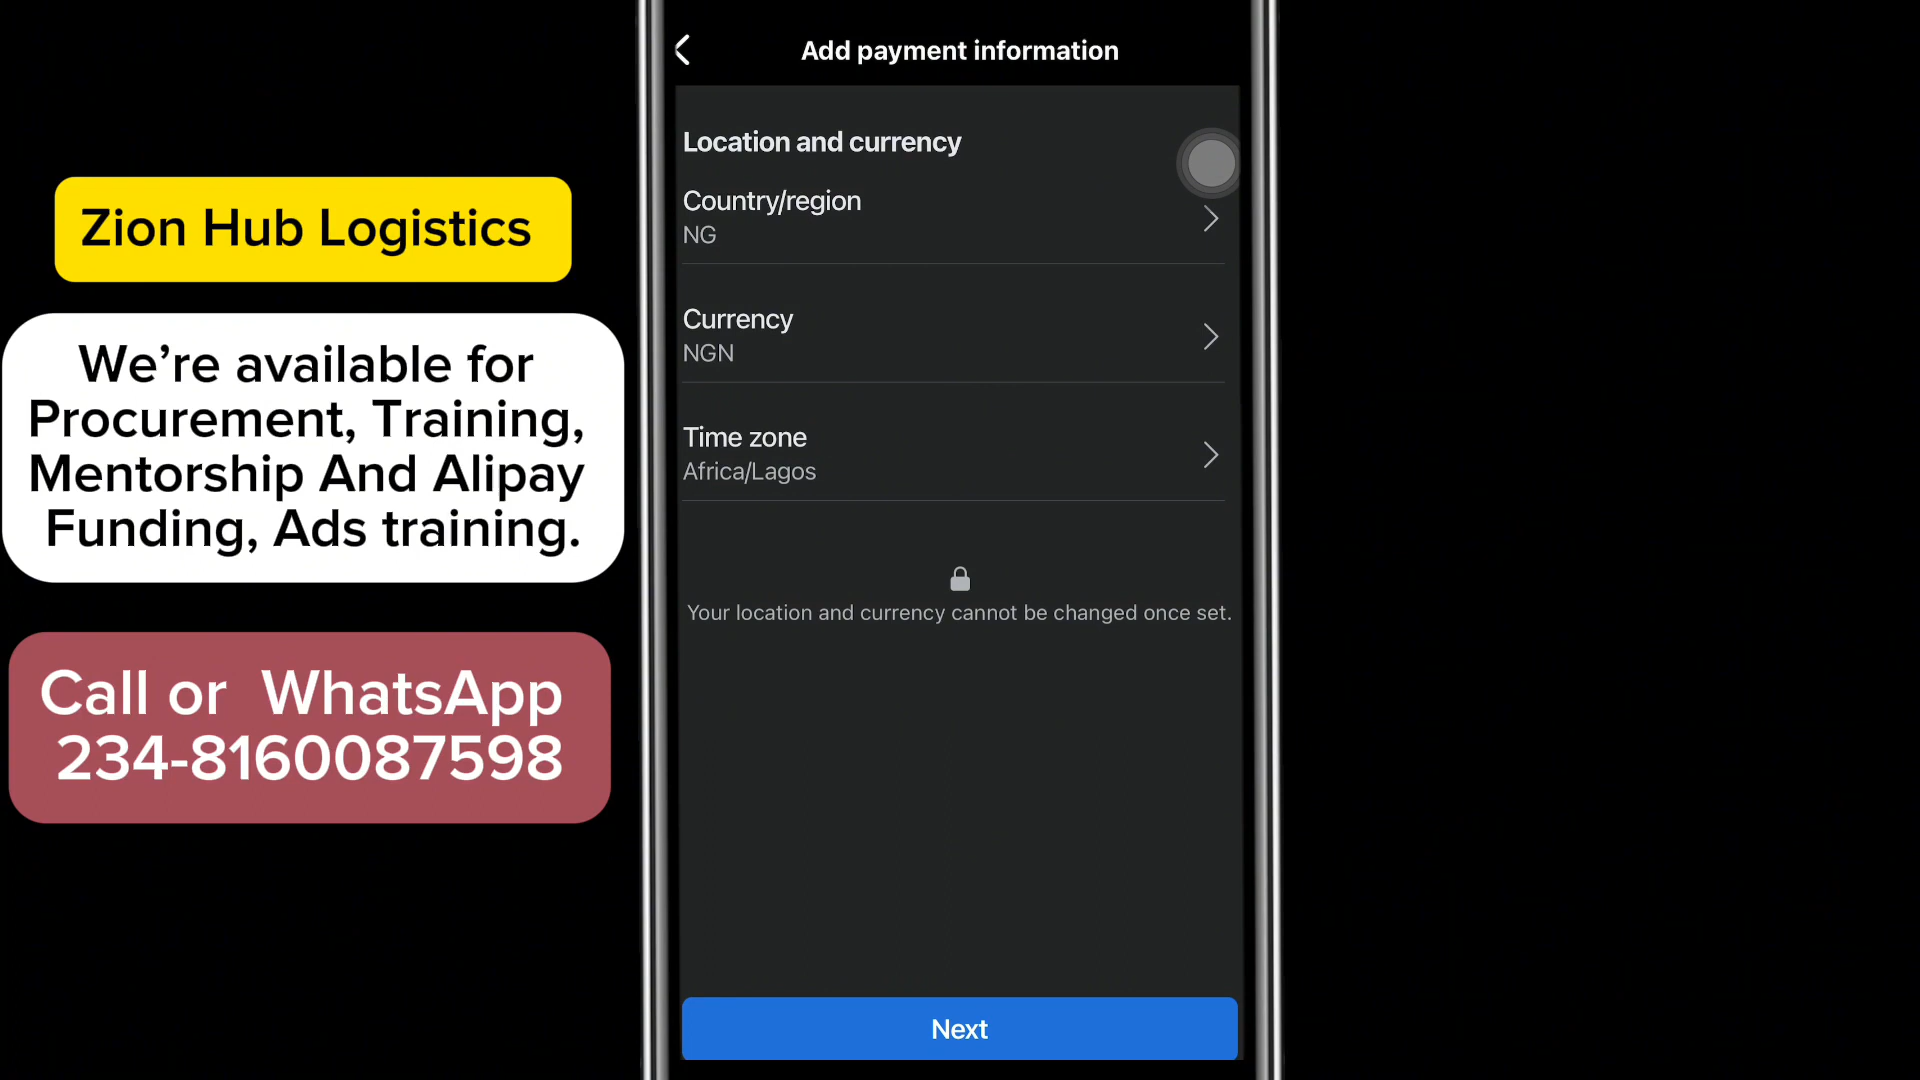 Zion Hub Logistics
We’re available for
Procurement, Training,
Mentorship And Alipay
Funding, Ads training.
Call or WhatsApp
234-8160087598
Add payment information
Location and currency
Country/region
NG
Currency
NGN
Time zone
Africa/Lagos
Your location and currency cannot be changed once set.
Next